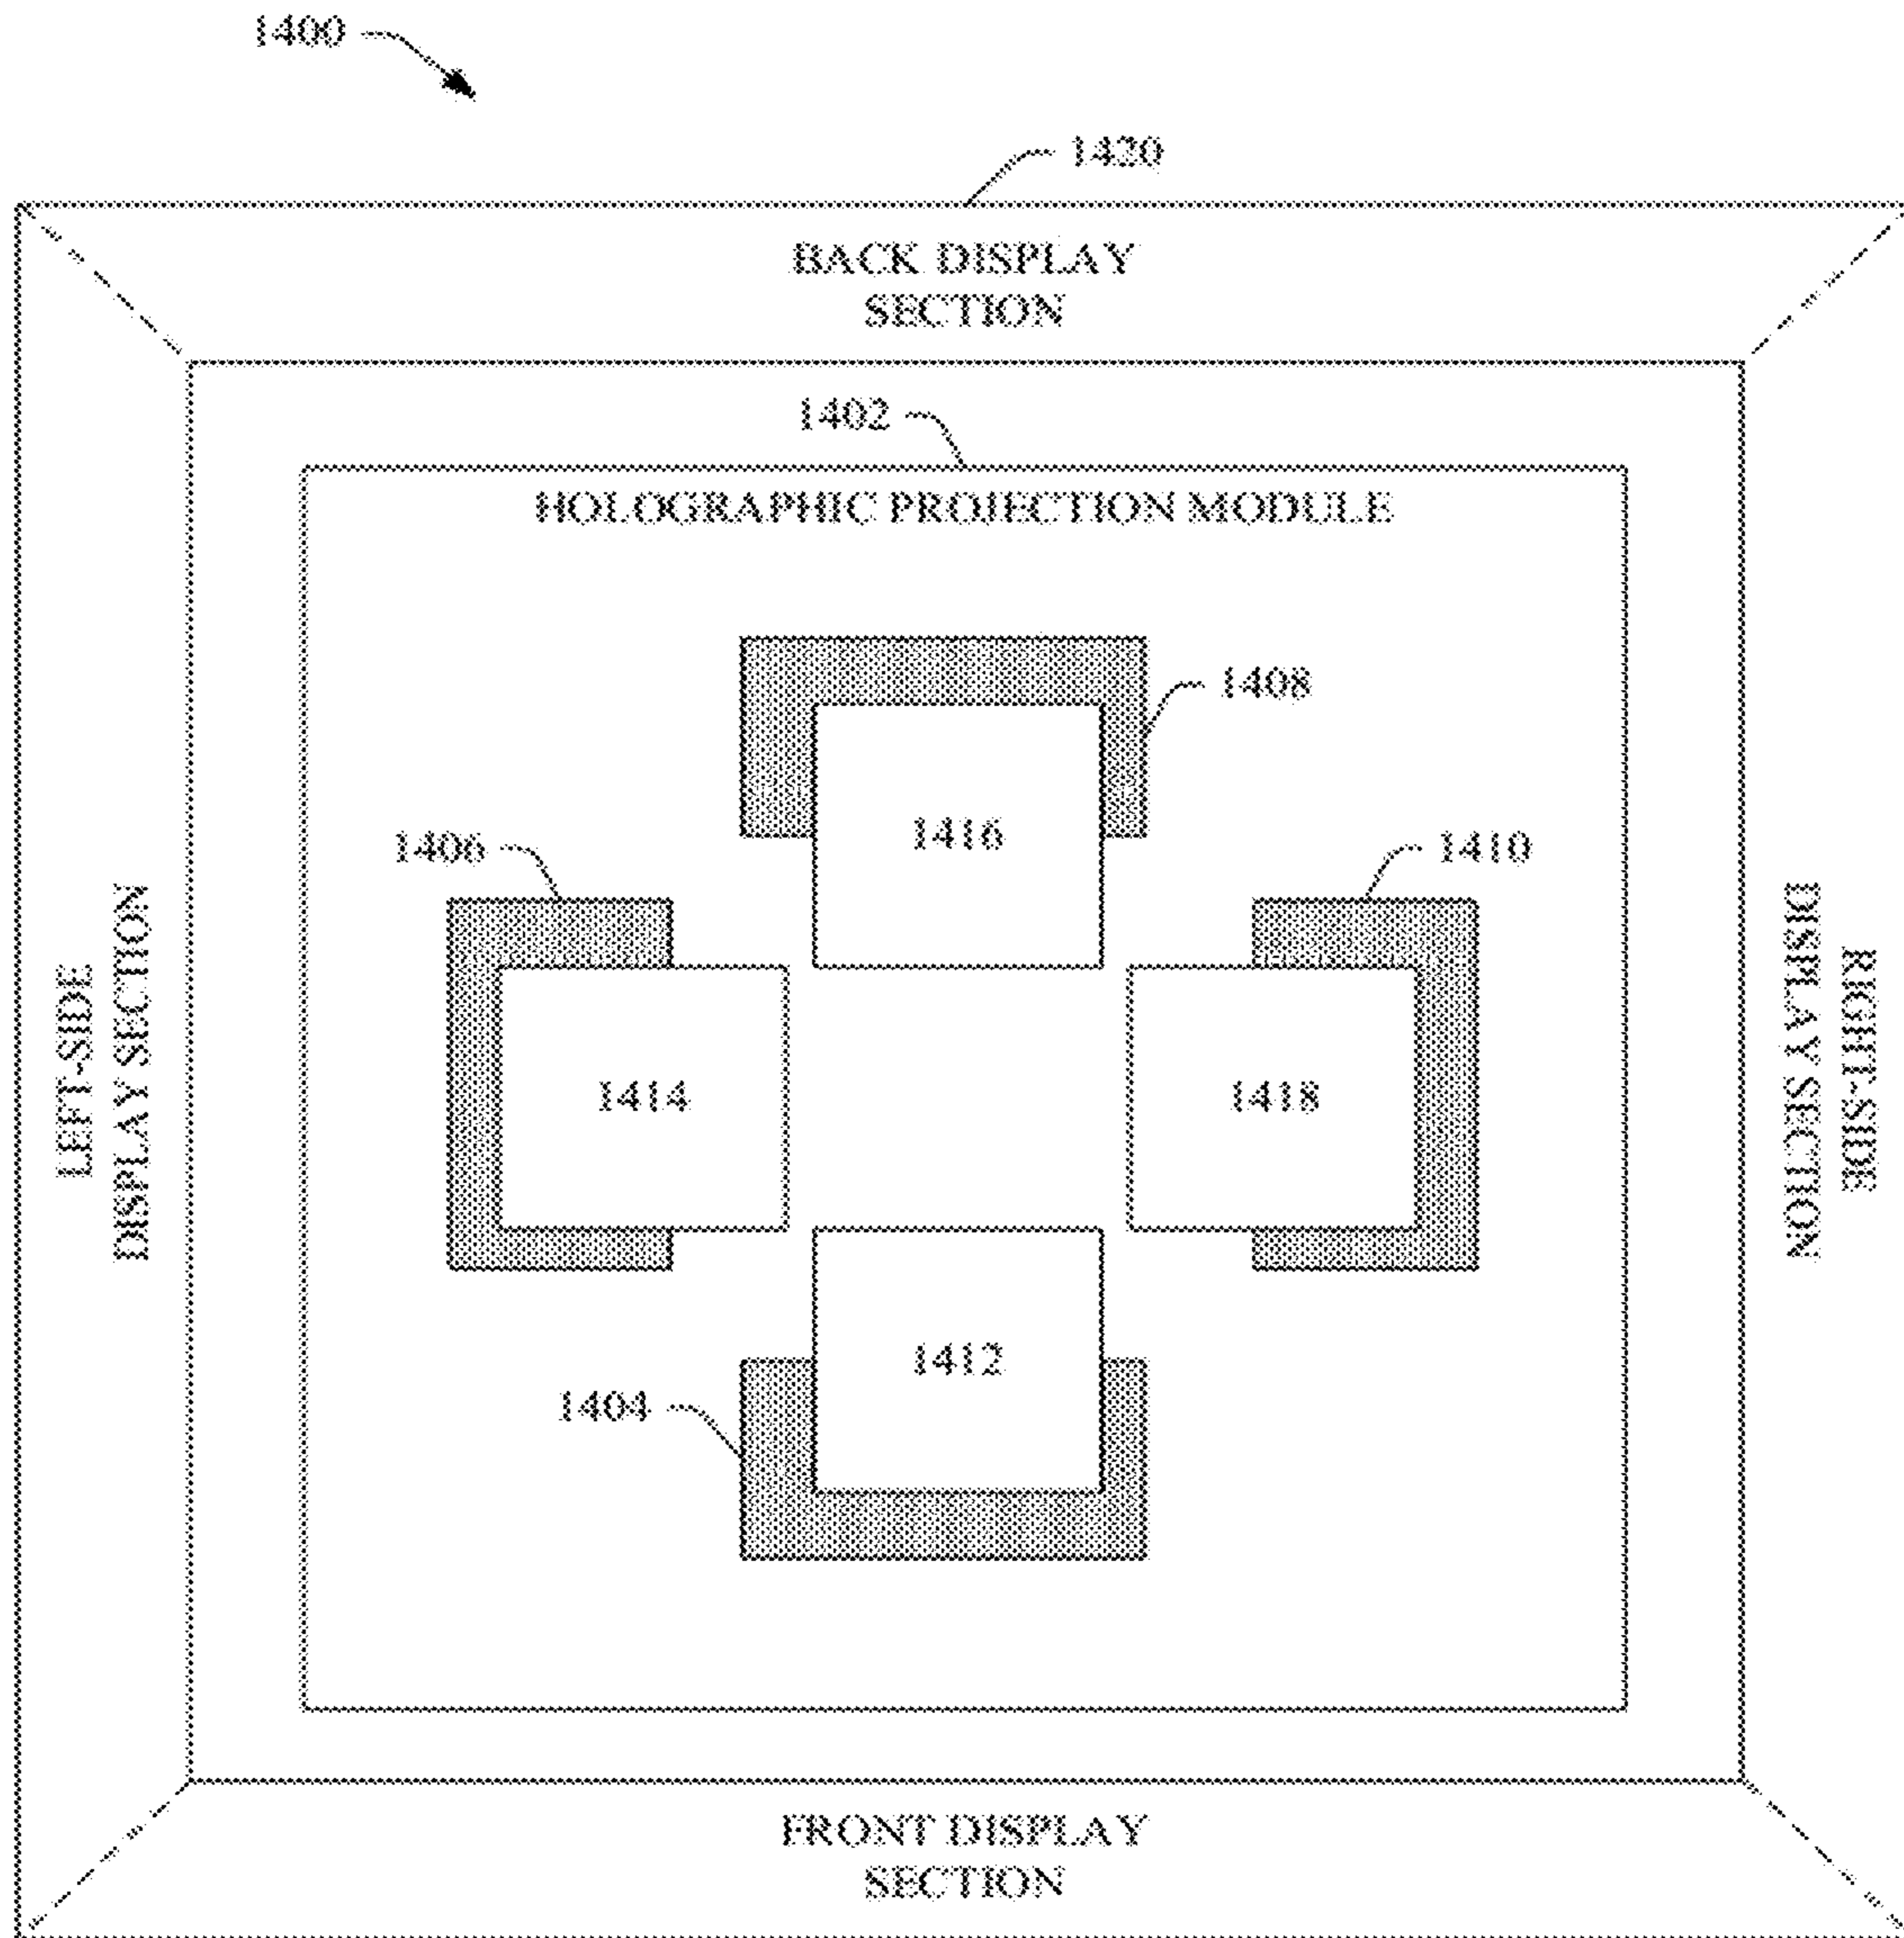 1400
1420
BACK DISPLAY
SECTION
1402
HOLOGRAPHIC PROJECTION MODULE
1408
1416
1406
1410
LEFT-SIDE
DISPLAY SECTION
1414
1418
RIGHT-SIDE
DISPLAY SECTION
1412
1404
FRONT DISPLAY
SECTION